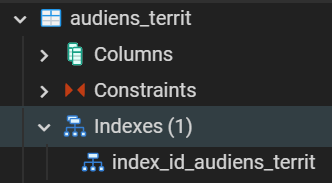 audiens_territ
Columns
Constraints
Indexes (1)
index_id_audiens_territ